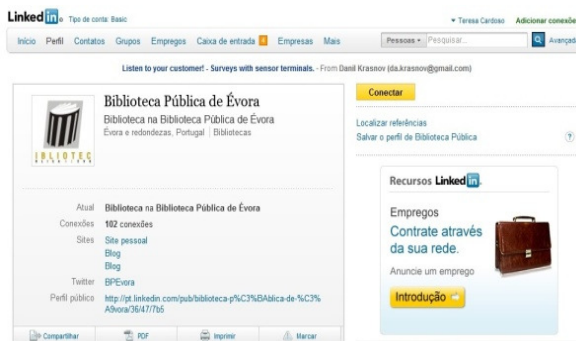 Linked in® Tipo de conta: Basic
Teresa Cardoso Adicionar conexõe
Início Perfil Contatos Grupos Empregos Caixa de entrada Empresas Mais
Pessoas Pesquisar... Avançad
Listen to your customer! - Surveys with sensor terminals. - From Danil Krasnov (da.krasnov@gmail.com)
Biblioteca Pública de Évora
Biblioteca na Biblioteca Pública de Évora
Évora e redondezas, Portugal | Bibliotecas
Atual Biblioteca na Biblioteca Pública de Évora
Conexões 102 conexões
Sites Site pessoal
Blog
Blog
Twitter BPEvora
Perfil público http://pt.linkedin.com/pub/biblioteca-p%C3%BAblica-de-%C3%
A9vora/36/47/7b5
Compartilhar PDF Imprimir Marcar
Conectar
Localizar referências
Salvar o perfil de Biblioteca Pública ?
Recursos Linked in.
Empregos
Contrate através
da sua rede.
Anuncie um emprego
Introdução